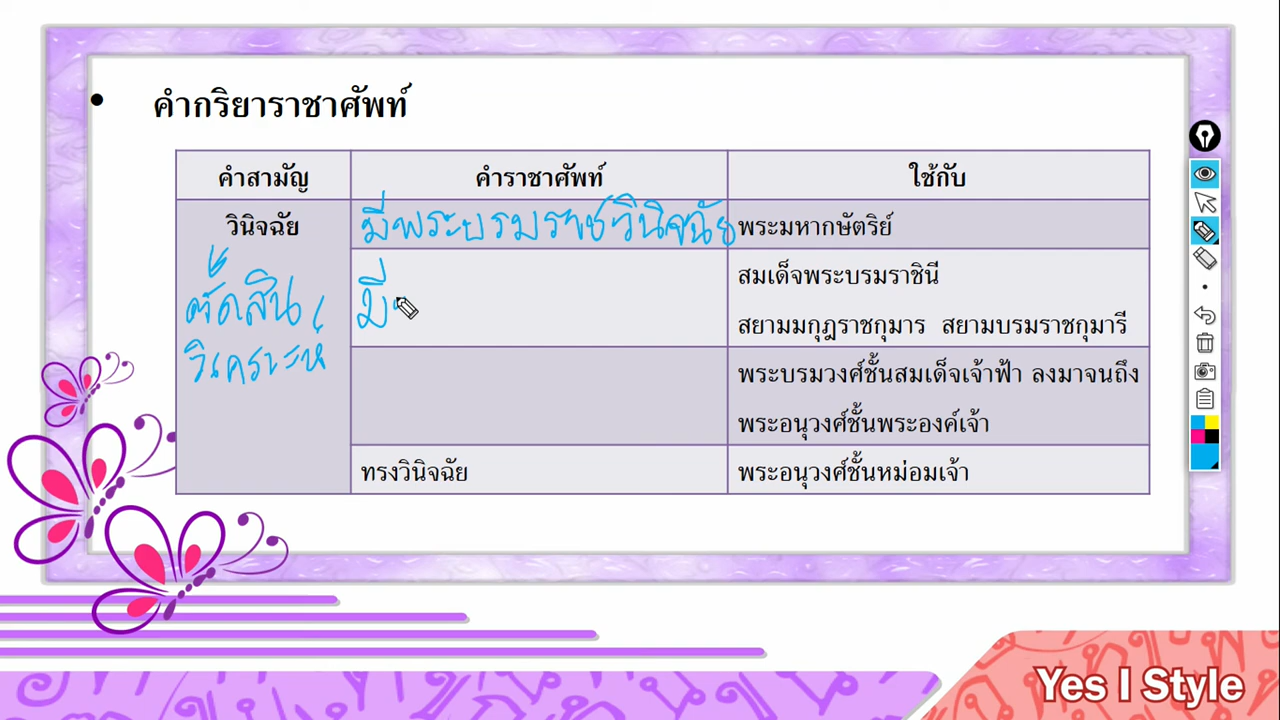 คำกริยาราชาศัพท์
คำสามัญ คำราชาศัพท์ ใช้กับ
วินิจฉัย มีพระบรมราชวินิจฉัย พระมหากษัตริย์
ตัดสิน,
วิเคราะห์
มี
สมเด็จพระบรมราชินี
สยามมกุฎราชกุมาร สยามบรมราชกุมารี
พระบรมวงศ์ชั้นสมเด็จเจ้าฟ้า ลงมาจนถึง
พระอนุวงศ์ชั้นพระองค์เจ้า
ทรงวินิจฉัย พระอนุวงศ์ชั้นหม่อมเจ้า
Yes I Style